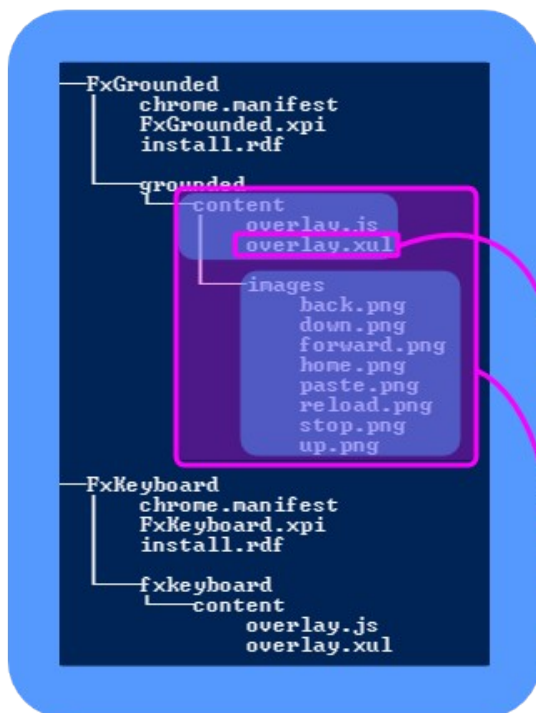 FxGrounded
chrome.manifest
FxGrounded.xpi
install.rdf
grounded
content
overlay.js
overlay.xul
images
back.png
down.png
forward.png
home.png
paste.png
reload.png
stop.png
up.png
FxKeyboard
chrome.manifest
FxKeyboard.xpi
install.rdf
fxkeyboard
content
overlay.js
overlay.xul